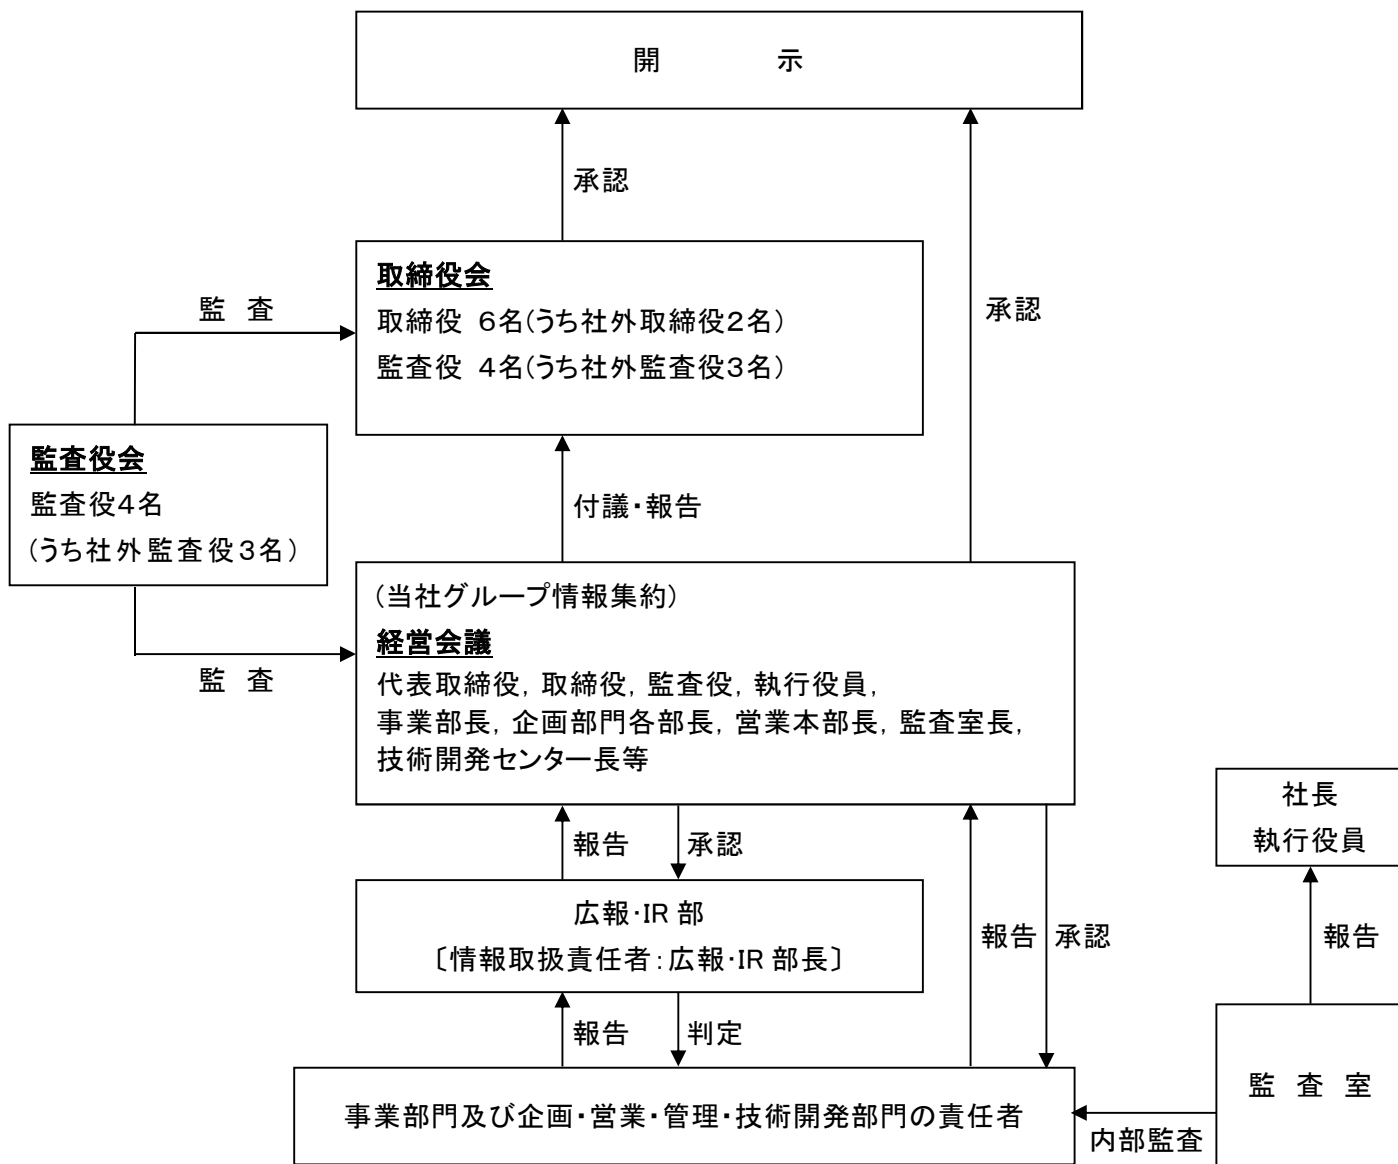 開 示
承認
取締役会
取締役 6名(うち社外取締役2名)
監査役 4名(うち社外監査役3名)
監 査
承認
監査役会
監査役4名
(うち社外監査役3名)
付議・報告
(当社グループ情報集約)
経営会議
代表取締役, 取締役, 監査役, 執行役員,
事業部長, 企画部門各部長, 営業本部長, 監査室長,
技術開発センター長等
監 査
報告
承認
社長
執行役員
広報・IR 部
〔情報取扱責任者:広報・IR 部長〕
報告
承認
報告
報告
判定
監 査 室
事業部門及び企画・営業・管理・技術開発部門の責任者
内部監査